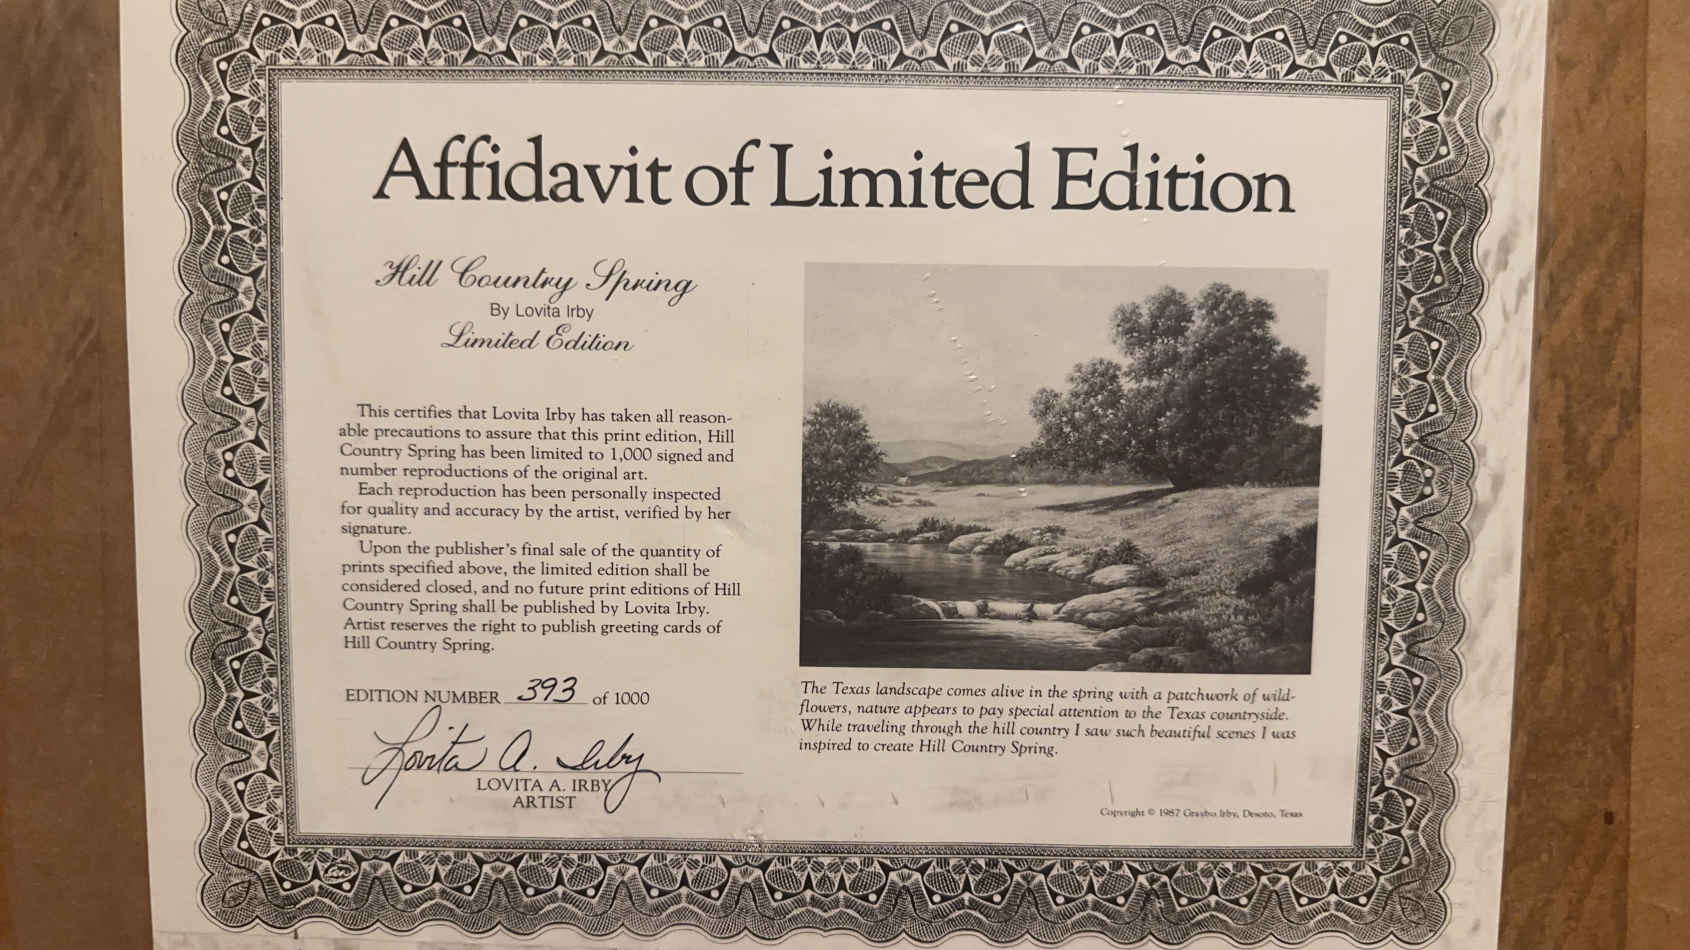 Affidavit of Limited Edition
Hill Country Spring
By Lovita Irby
Limited Edition
This certifies that Lovita Irby has taken all reason-
able precautions to assure that this print edition, Hill
Country Spring has been limited to 1,000 signed and
number reproductions of the original art.
Each reproduction has been personally inspected
for quality and accuracy by the artist, verified by her
signature.
Upon the publisher's final sale of the quantity of
prints specified above, the limited edition shall be
considered closed, and no future print editions of Hill
Country Spring shall be published by Lovita Irby.
Artist reserves the right to publish greeting cards of
Hill Country Spring.
EDITION NUMBER 393 of 1000
Lovita A. Irby
LOVITA A. IRBY
ARTIST
The Texas landscape comes alive in the spring with a patchwork of wild-
flowers, nature appears to pay special attention to the Texas countryside.
While traveling through the hill country I saw such beautiful scenes I was
inspired to create Hill Country Spring.
Copyright © 1987 Graybo Irby, Desoto, Texas